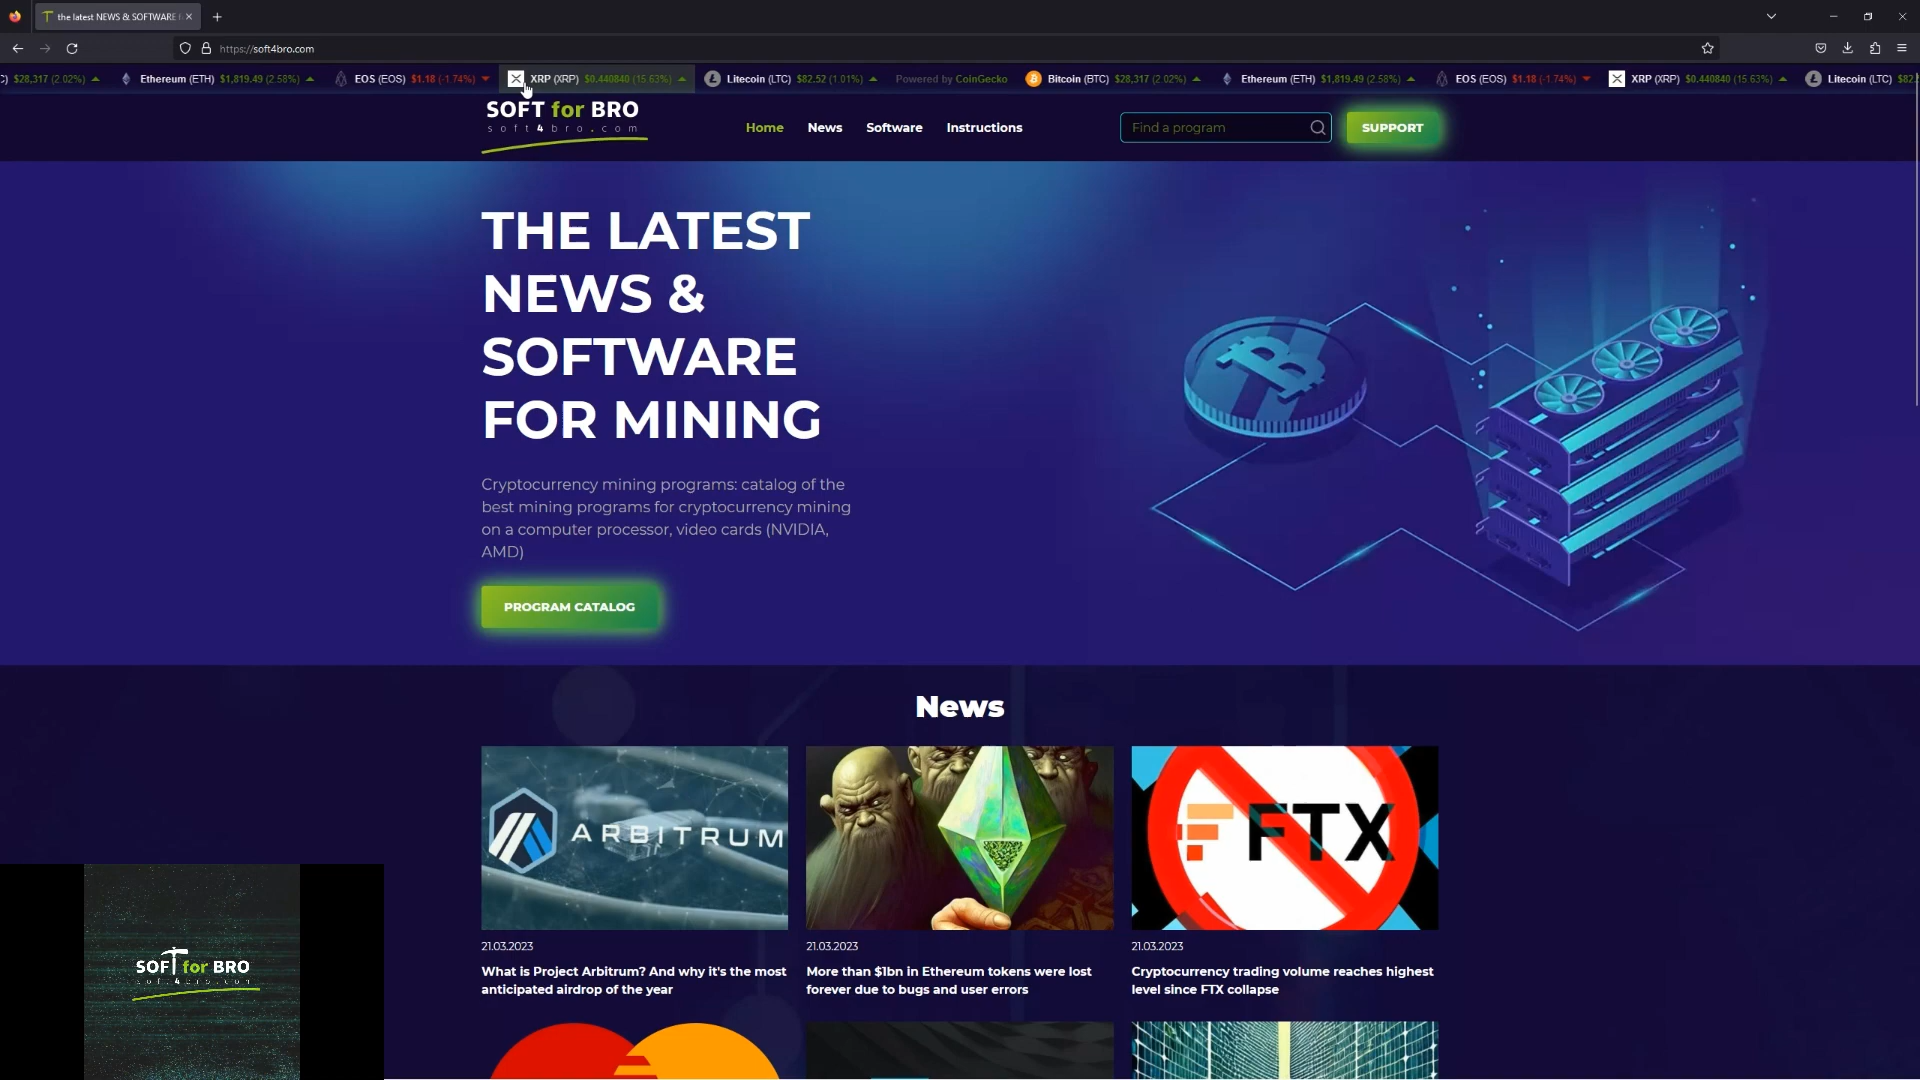 the latest NEWS & SOFTWARE f
https://soft4bro.com
C) $28,317 (2.02%) Ethereum (ETH) $1,819.49 (2.58%) EOS (EOS) $1.18 (-1.74%) XRP (XRP) $0.440840 (15.63%) Litecoin (LTC) $82.52 (1.01%) Powered by CoinGecko Bitcoin (BTC) $28,317 (2.02%) Ethereum (ETH) $1,819.49 (2.58%) EOS (EOS) $1.18 (-1.74%) XRP (XRP) $0.440840 (15.63%) Litecoin (LTC) $82.
SOFT for BRO
soft4bro.com
Home News Software Instructions
Find a program
SUPPORT
THE LATEST
NEWS &
SOFTWARE
FOR MINING
Cryptocurrency mining programs: catalog of the
best mining programs for cryptocurrency mining
on a computer processor, video cards (NVIDIA,
AMD)
PROGRAM CATALOG
News
ARBITRUM
FTX
21.03.2023
What is Project Arbitrum? And why it's the most
anticipated airdrop of the year
21.03.2023
More than $1bn in Ethereum tokens were lost
forever due to bugs and user errors
21.03.2023
Cryptocurrency trading volume reaches highest
level since FTX collapse
SOFT for BRO
soft4bro.com